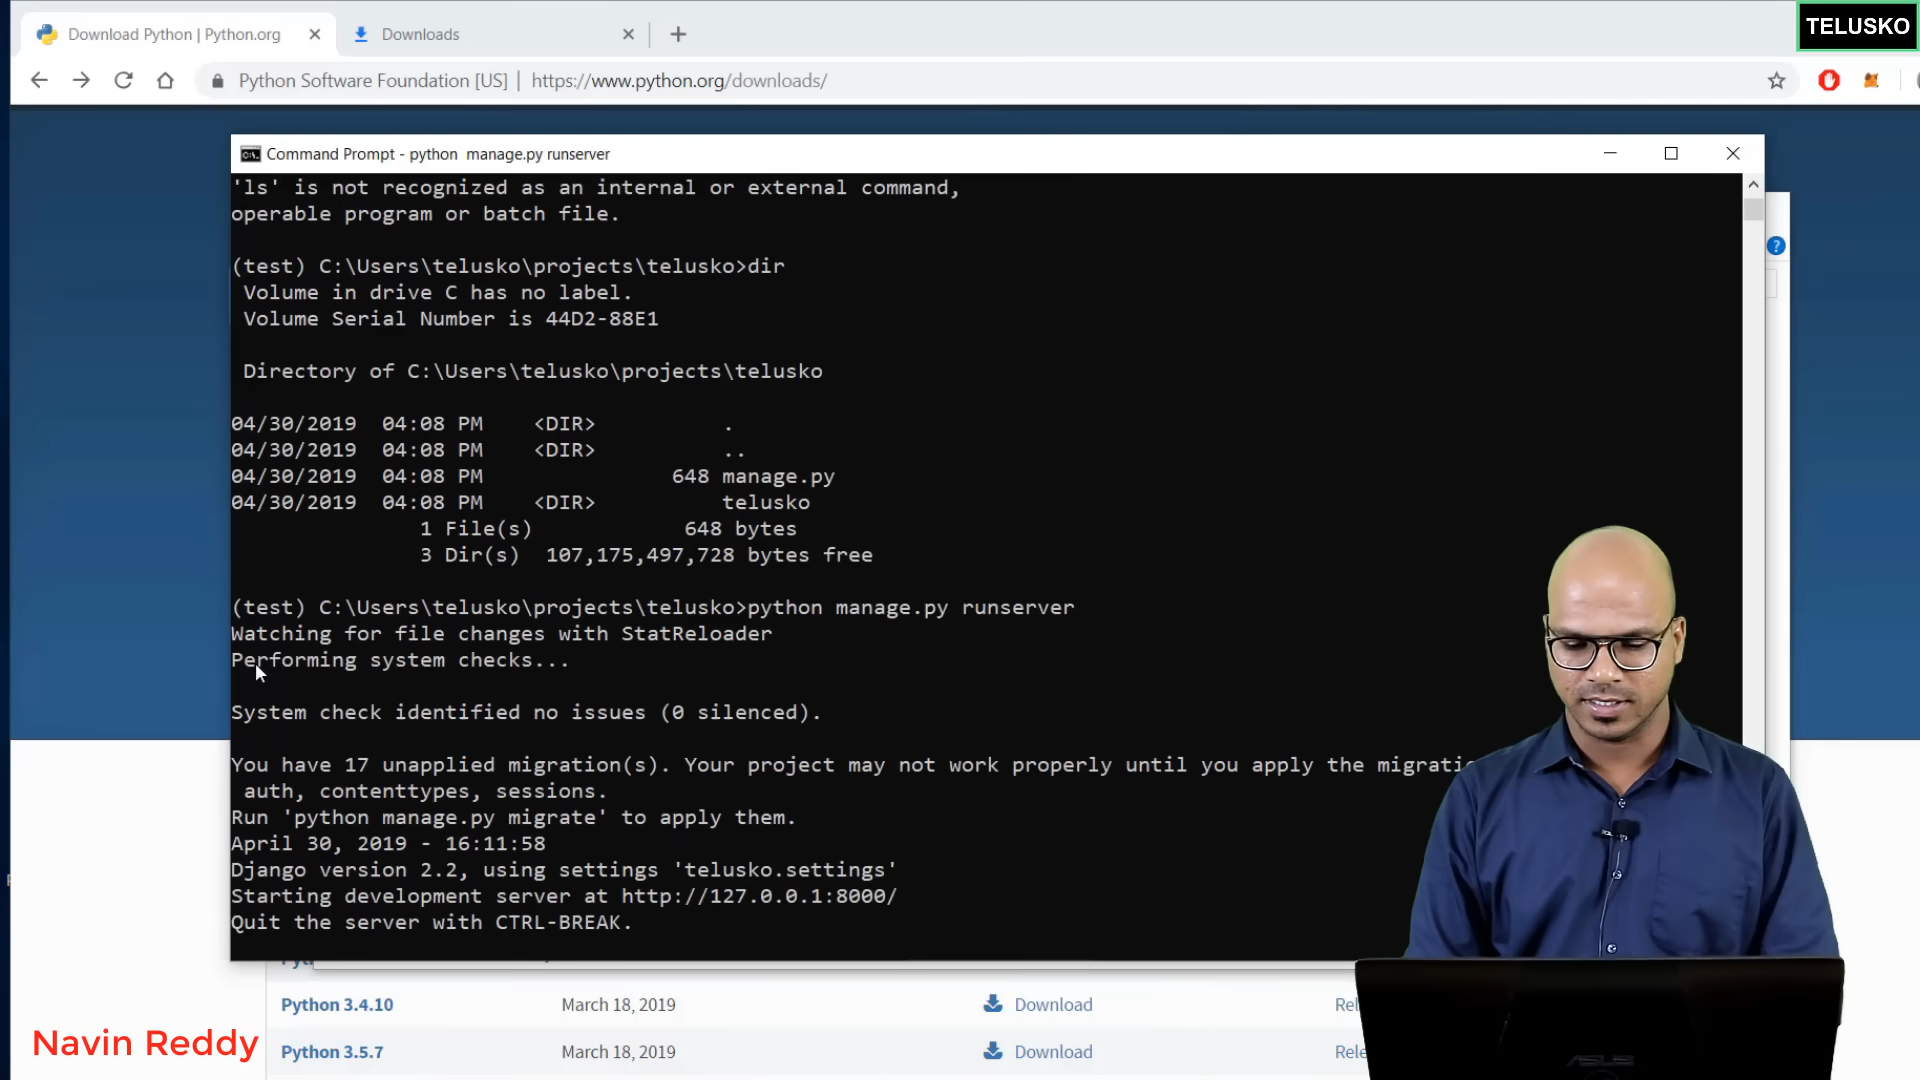 TELUSKO
Download Python | Python.org
Downloads
Python Software Foundation [US] | https://www.python.org/downloads/
Command Prompt - python  manage.py runserver
'ls' is not recognized as an internal or external command,
operable program or batch file.
(test) C:\Users\telusko\projects\telusko>dir
Volume in drive C has no label.
Volume Serial Number is 44D2-88E1
Directory of C:\Users\telusko\projects\telusko
04/30/2019  04:08 PM    <DIR>          .
04/30/2019  04:08 PM    <DIR>          ..
04/30/2019  04:08 PM               648 manage.py
04/30/2019  04:08 PM    <DIR>          telusko
1 File(s)            648 bytes
3 Dir(s)  107,175,497,728 bytes free
(test) C:\Users\telusko\projects\telusko>python manage.py runserver
Watching for file changes with StatReloader
Performing system checks...
System check identified no issues (0 silenced).
You have 17 unapplied migration(s). Your project may not work properly until you apply the
auth, contenttypes, sessions.
Run 'python manage.py migrate' to apply them.
April 30, 2019 - 16:11:58
Django version 2.2, using settings 'telusko.settings'
Starting development server at http://127.0.0.1:8000/
Quit the server with CTRL-BREAK.
Python 3.4.10 March 18, 2019 Download
Python 3.5.7 March 18, 2019 Download
Navin Reddy
ASUS